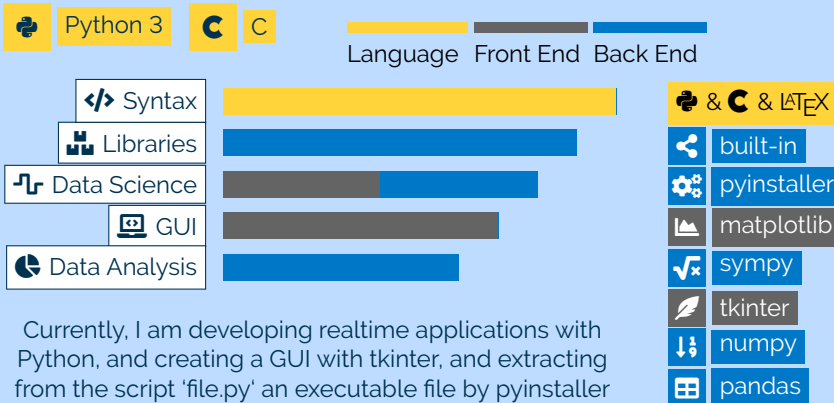 Python 3 C
Language Front End Back End
</> Syntax
Libraries
Data Science
GUI
Data Analysis
& C & LATEX
built-in
pyinstaller
matplotlib
sympy
tkinter
numpy
pandas
Currently, I am developing realtime applications with
Python, and creating a GUI with tkinter, and extracting
from the script ‘file.py‘ an executable file by pyinstaller